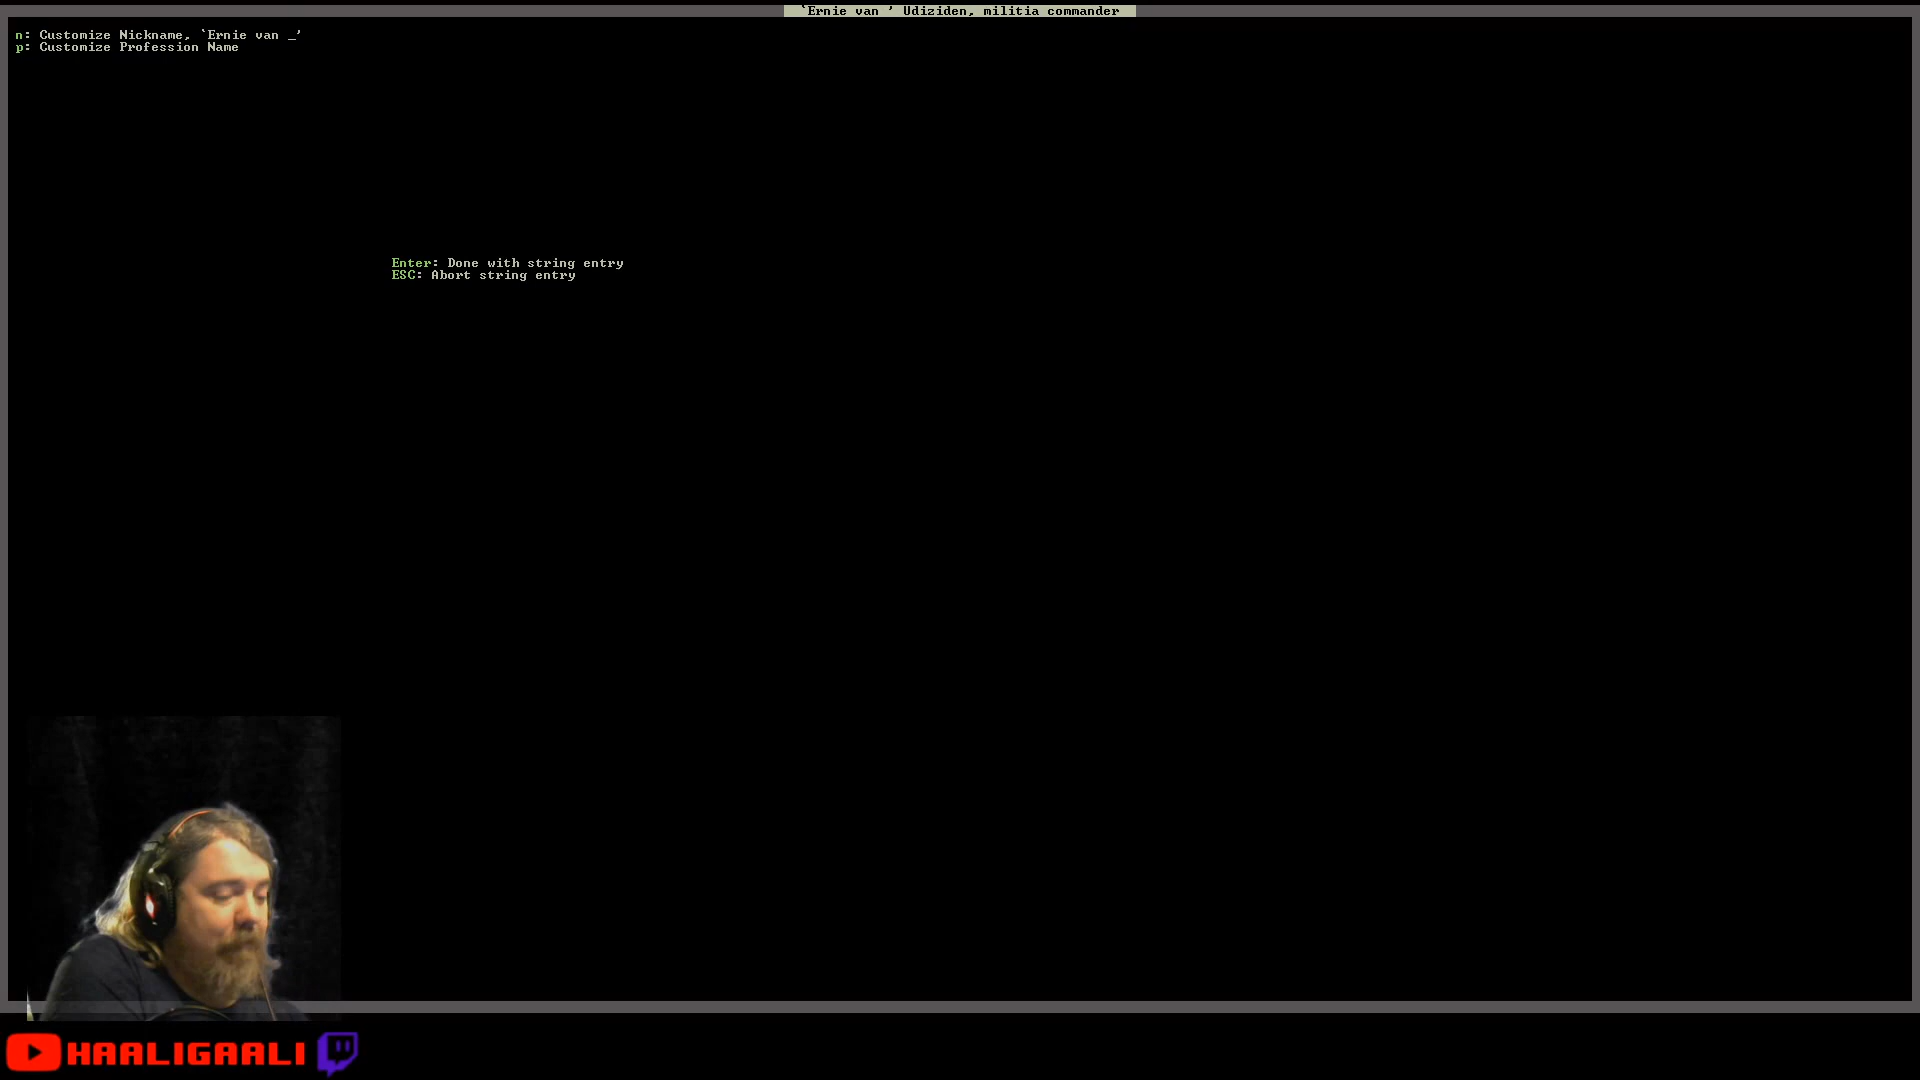 `Ernie van ' Udiziden, militia commander
n: Customize Nickname, `Ernie van _'
p: Customize Profession Name
Enter: Done with string entry
ESC: Abort string entry
HAALIGAALI